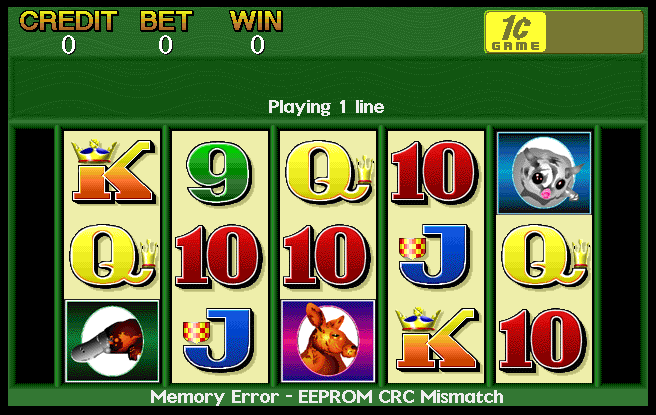 CREDIT BET WIN
0 0 0
1¢
GAME
Playing 1 line
K 9 Q 10
Q 10 10 J Q
J K 10
Memory Error - EEPROM CRC Mismatch